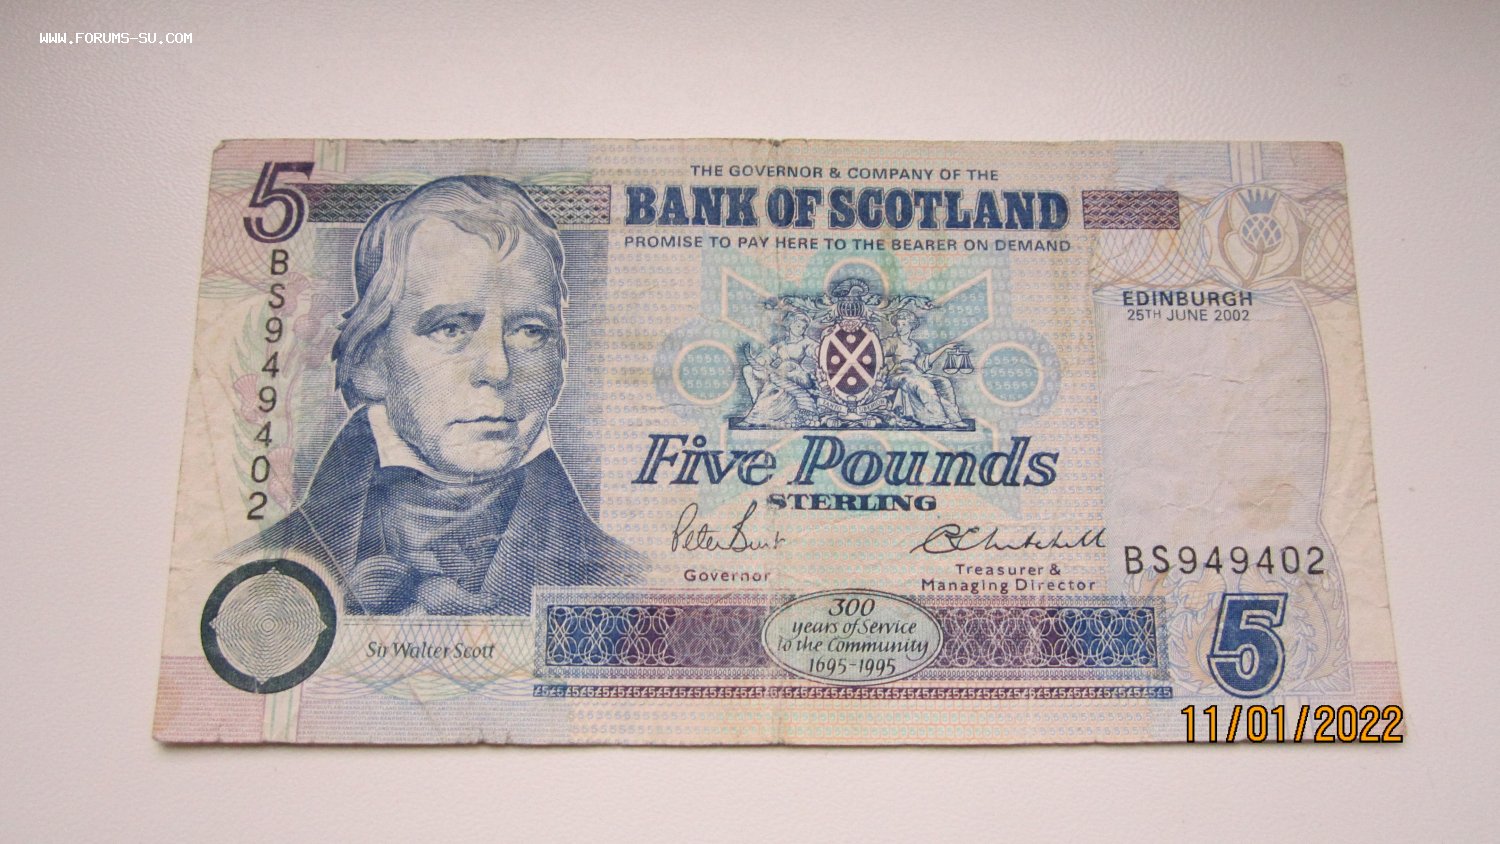 WWW.FORUMS-SU.COM
5
THE GOVERNOR & COMPANY OF THE
BANK OF SCOTLAND
PROMISE TO PAY HERE TO THE BEARER ON DEMAND
BS949402
EDINBURGH
25TH JUNE 2002
Five Pounds
STERLING
Peter Burt
Governor
Treasurer &
Managing Director
BS949402
300
years of Service
to the Community
1695-1995
Sir Walter Scott
5
11/01/2022